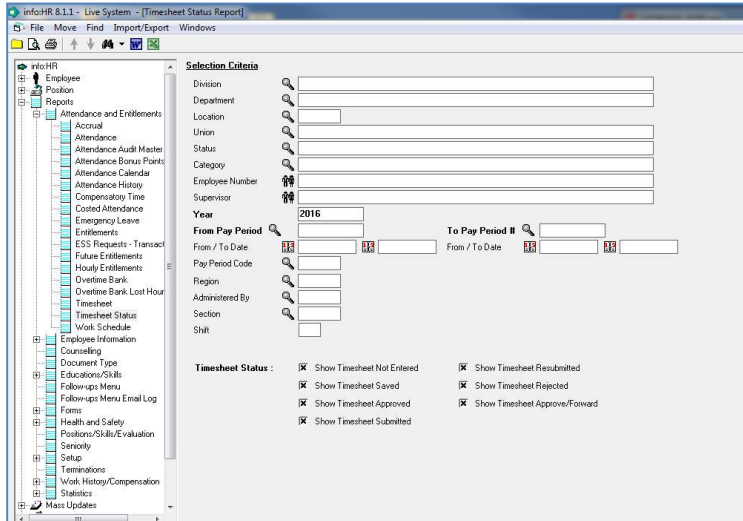 info:HR 8.1.1 - Live System - [Timesheet Status Report]
File Move Find Import/Export Windows
info:HR
Employee
Position
Reports
Attendance and Entitlements
Accrual
Attendance
Attendance Audit Master
Attendance Bonus Points
Attendance Calendar
Attendance History
Compensatory Time
Costed Attendance
Emergency Leave
Entitlements
ESS Requests - Transact
Future Entitlements
Hourly Entitlements
Overtime Bank
Overtime Bank Lost Hour
Timesheet
Timesheet Status
Work Schedule
Employee Information
Counselling
Document Type
Educations/Skills
Follow-ups Menu
Follow-ups Menu Email Log
Forms
Health and Safety
Positions/Skills/Evaluation
Seniority
Setup
Terminations
Work History/Compensation
Statistics
Mass Updates
Selection Criteria
Division
Department
Location
Union
Status
Category
Employee Number
Supervisor
Year 2016
From Pay Period To Pay Period #
From / To Date From / To Date
Pay Period Code
Region
Administered By
Section
Shift
Timesheet Status : Show Timesheet Not Entered Show Timesheet Resubmitted
Show Timesheet Saved Show Timesheet Rejected
Show Timesheet Approved Show Timesheet Approve/Forward
Show Timesheet Submitted